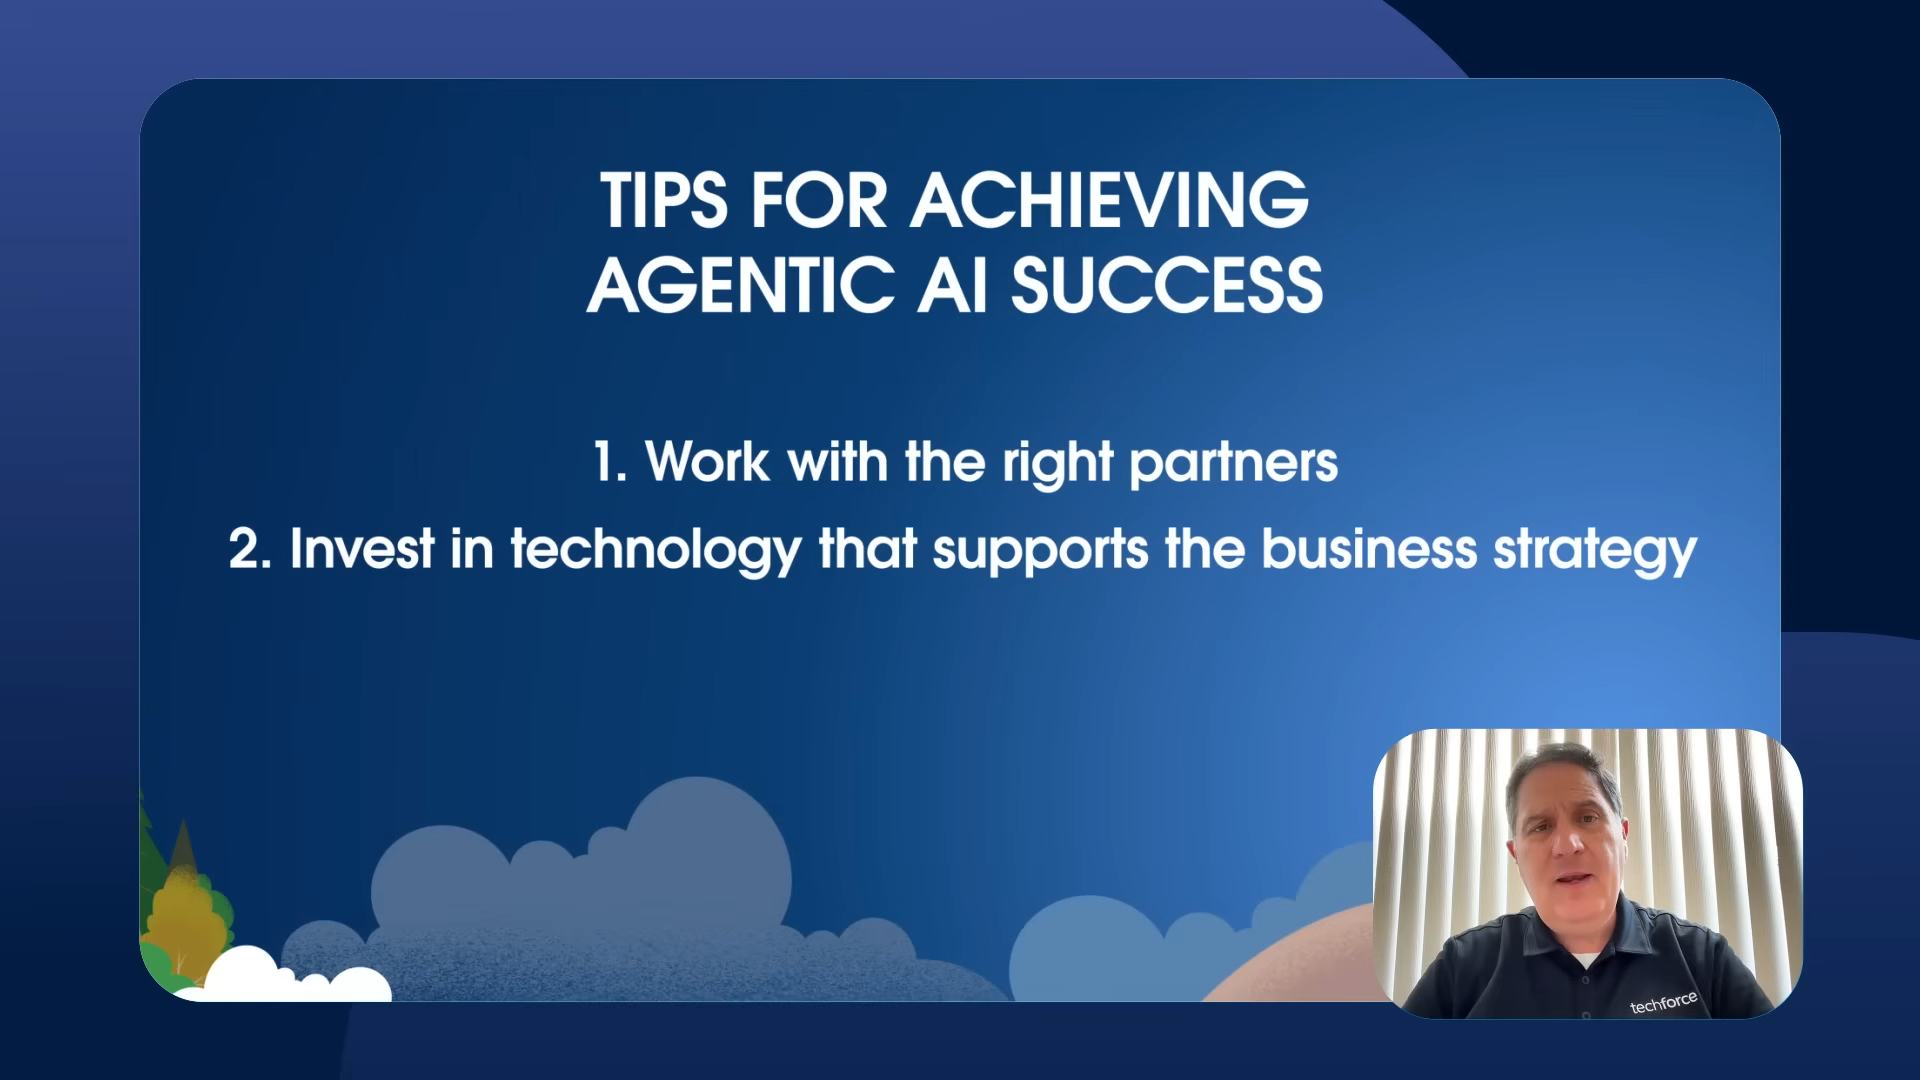 TIPS FOR ACHIEVING
AGENTIC AI SUCCESS
1. Work with the right partners
2. Invest in technology that supports the business strategy
techforce